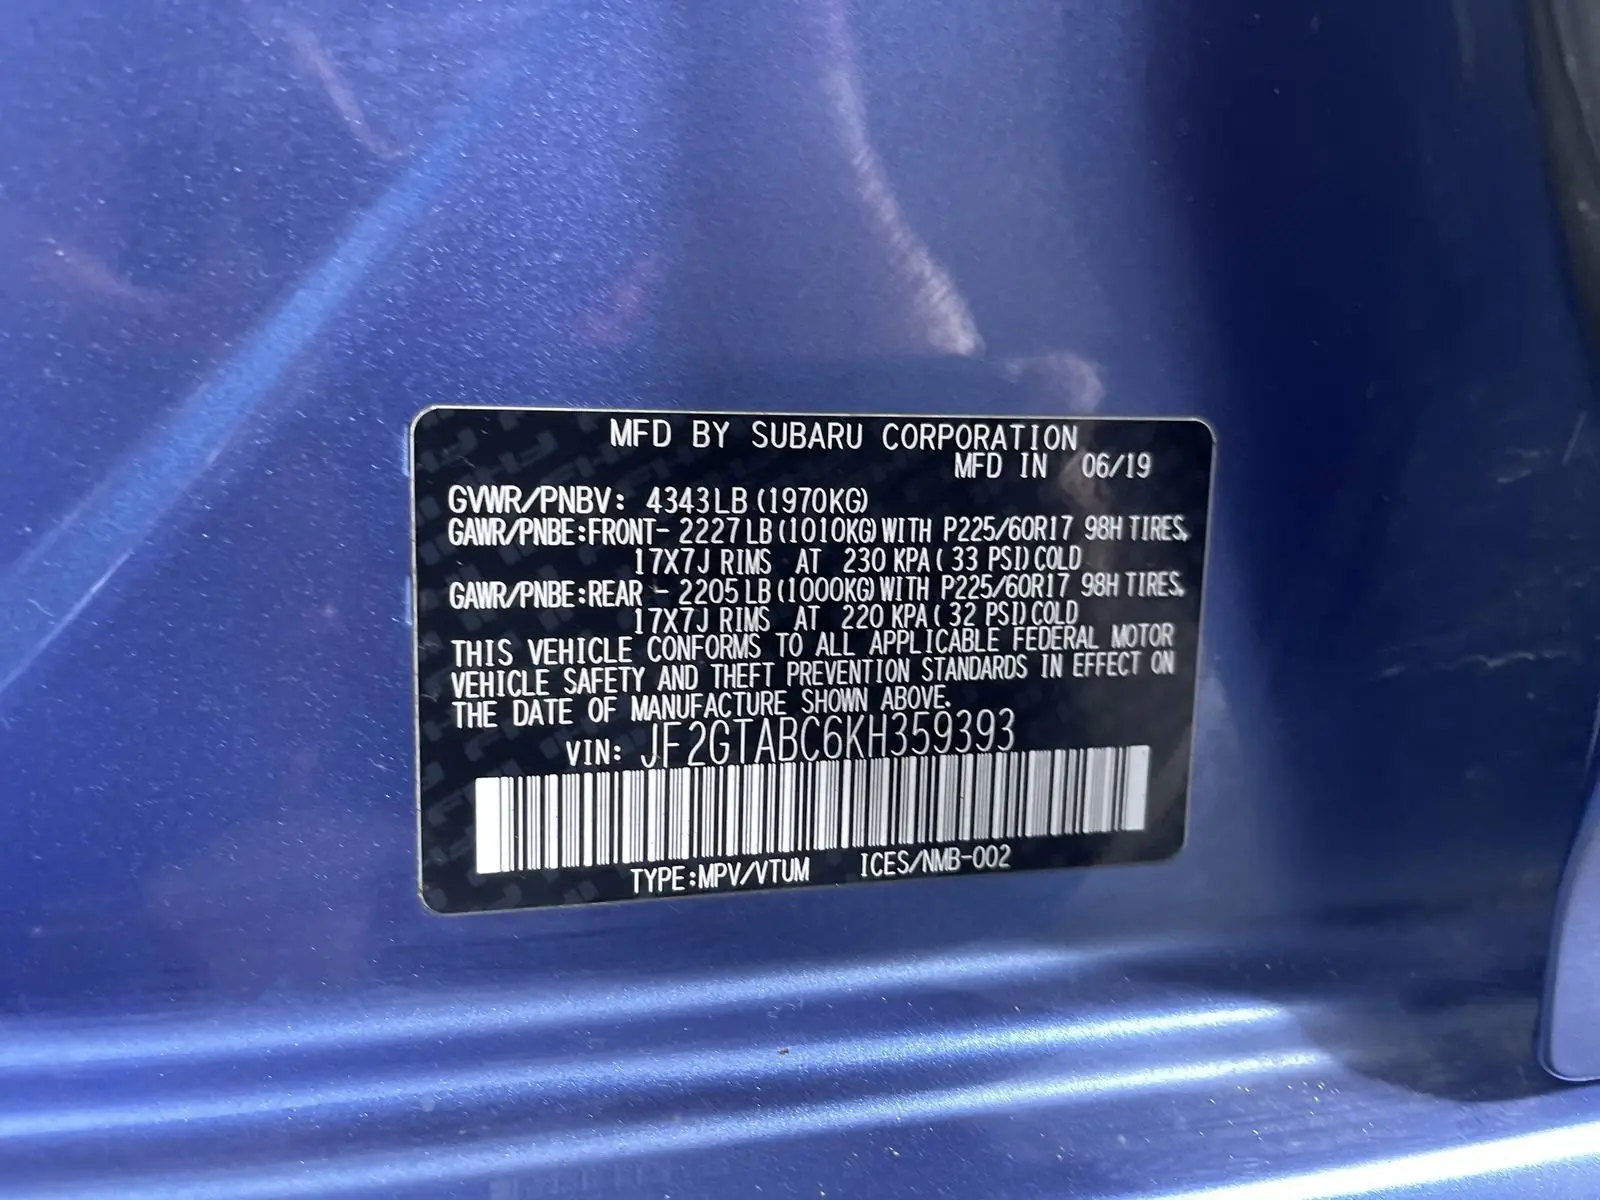 MFD BY SUBARU CORPORATION
MFD IN 06/19
GVWR/PNBV: 4343LB (1970KG)
GAWR/PNBE:FRONT- 2227LB (1010KG) WITH P225/60R17 98H TIRES,
17X7J RIMS AT 230 KPA( 33 PSI) COLD
GAWR/PNBE:REAR - 2205LB (1000KG) WITH P225/60R17 98H TIRES,
17X7J RIMS AT 220 KPA( 32 PSI) COLD
THIS VEHICLE CONFORMS TO ALL APPLICABLE FEDERAL MOTOR
VEHICLE SAFETY AND THEFT PREVENTION STANDARDS IN EFFECT ON
THE DATE OF MANUFACTURE SHOWN ABOVE.
VIN: JF2GTABC6KH359393
TYPE:MPV/VTUM ICES/NMB-002